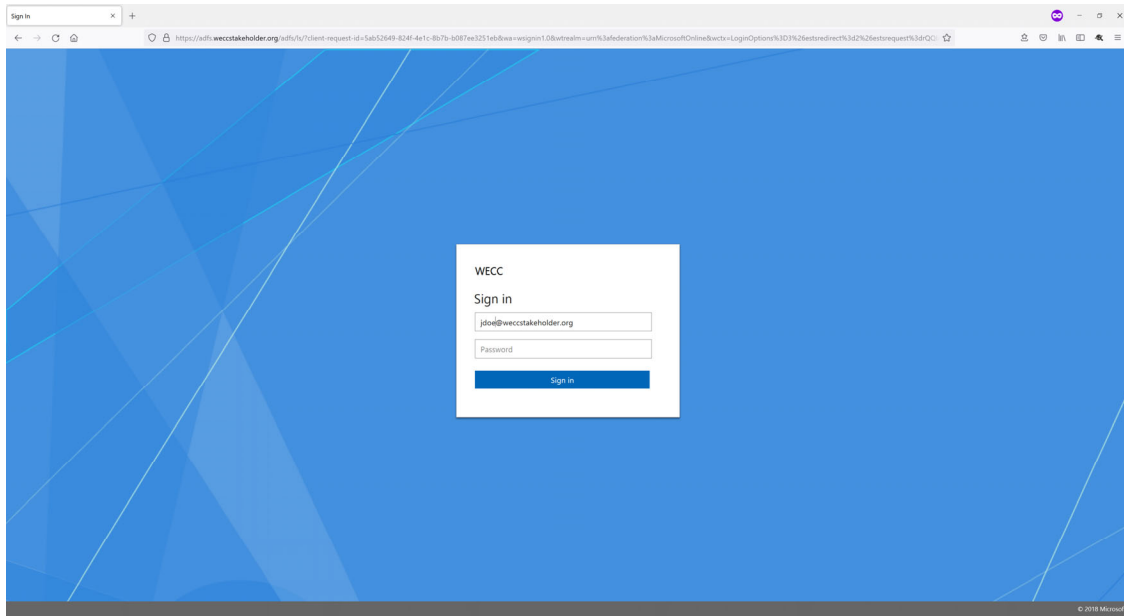 Sign In
https://adfs.weccstakeholder.org/adfs/ls/?client-request-id=5ab52649-824f-4e1c-8b7b-b087ee3251eb&wa=wsignin1.0&wtrealm=urn%3afederation%3aMicrosoftOnline&wctx=LoginOptions%3D3%26estsredirect%3d2%26estsrequest%3drQQ
WECC
Sign in
jdoe@weccstakeholder.org
Password
Sign in
© 2018 Microsof